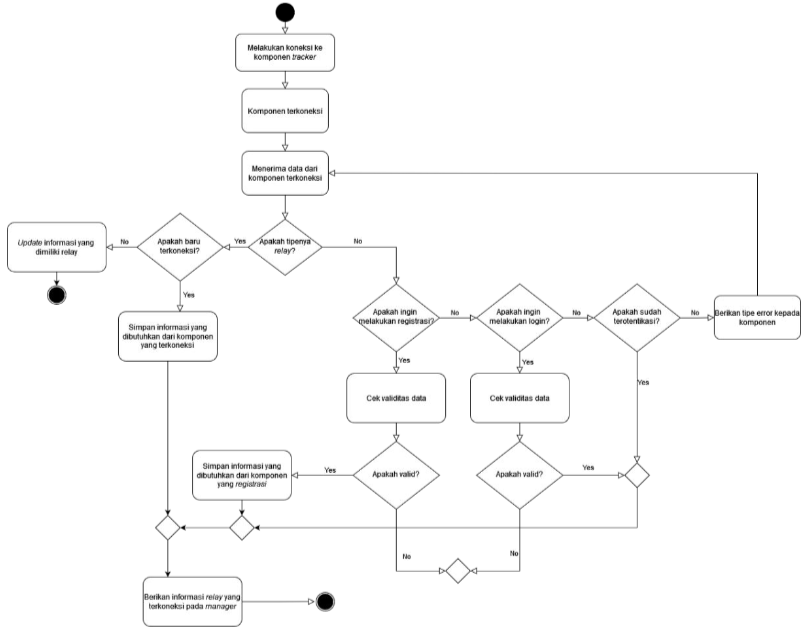 Melakukan koneksi ke
komponen tracker
Komponen terkoneksi
Menerima data dari
komponen terkoneksi
Update informasi yang
dimiliki relay
No
Apakah baru
terkoneksi?
Yes
Apakah tipenya
relay?
No
Yes
Simpan informasi yang
dibutuhkan dari komponen
yang terkoneksi
Apakah ingin
melakukan registrasi?
No
Apakah ingin
melakukan login?
No
Apakah sudah
terotentikasi?
No
Berikan tipe error kepada
komponen
Yes
Yes
Yes
Cek validitas data
Cek validitas data
Simpan informasi yang
dibutuhkan dari komponen
yang registrasi
Yes
Apakah valid?
Apakah valid?
Yes
No
No
Berikan informasi relay yang
terkoneksi pada manager